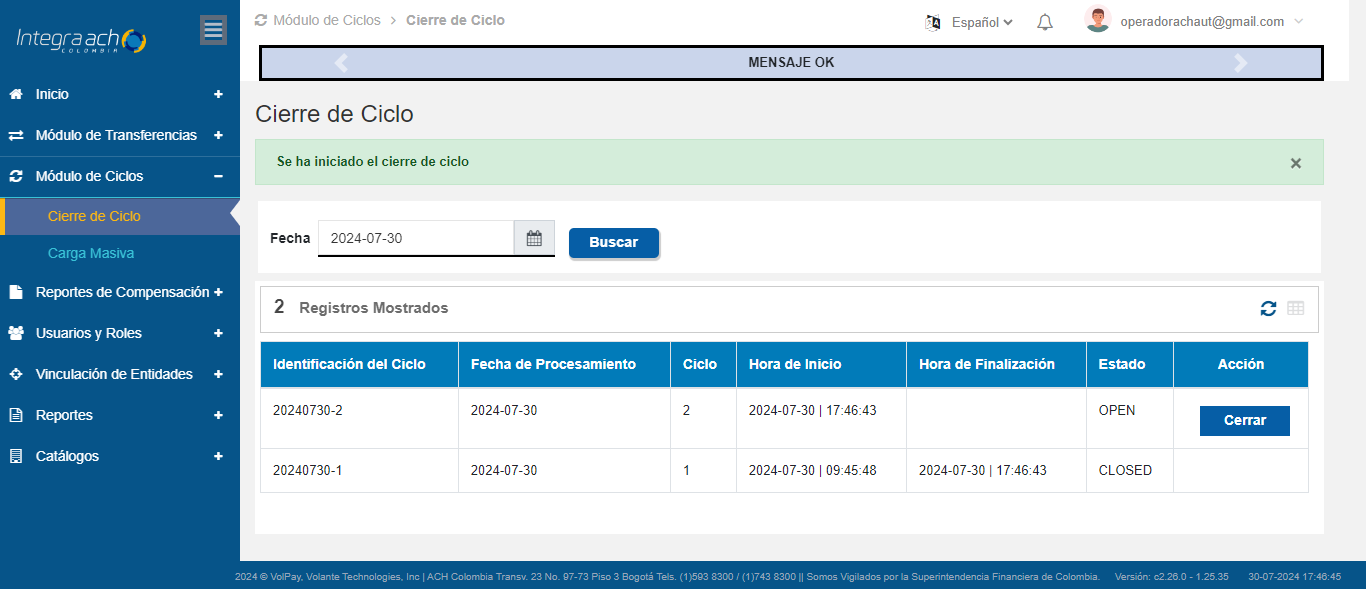 Integra ach
COLOMBIA
Módulo de Ciclos > Cierre de Ciclo
Español
operadorachaut@gmail.com
MENSAJE OK
Inicio +
Módulo de Transferencias +
Módulo de Ciclos −
Cierre de Ciclo
Carga Masiva
Reportes de Compensación +
Usuarios y Roles +
Vinculación de Entidades +
Reportes +
Catálogos +
Cierre de Ciclo
Se ha iniciado el cierre de ciclo ×
Fecha 2024-07-30 Buscar
2 Registros Mostrados
Identificación del Ciclo Fecha de Procesamiento Ciclo Hora de Inicio Hora de Finalización Estado Acción
20240730-2 2024-07-30 2 2024-07-30 | 17:46:43 OPEN Cerrar
20240730-1 2024-07-30 1 2024-07-30 | 09:45:48 2024-07-30 | 17:46:43 CLOSED
2024 © VolPay, Volante Technologies, Inc | ACH Colombia Transv. 23 No. 97-73 Piso 3 Bogotá Tels. (1)593 8300 / (1)743 8300 || Somos Vigilados por la Superintendencia Financiera de Colombia. Versión: c2.26.0 - 1.25.35 30-07-2024 17:46:45